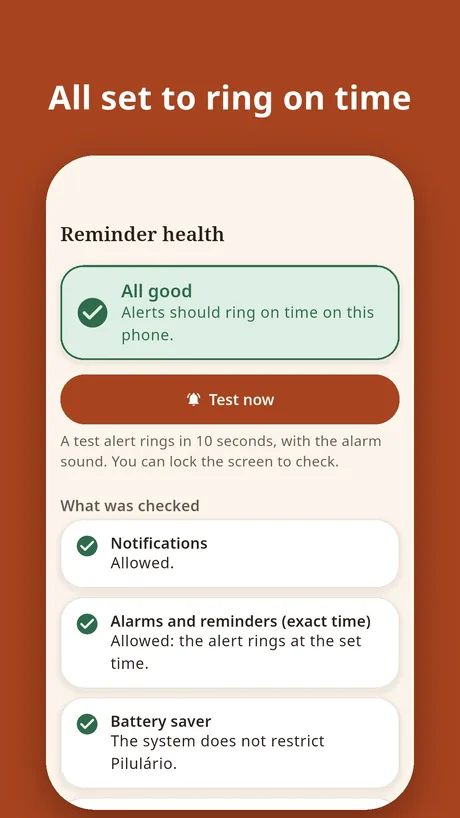 All set to ring on time
Reminder health
All good
Alerts should ring on time on this
phone.
Test now
A test alert rings in 10 seconds, with the alarm
sound. You can lock the screen to check.
What was checked
Notifications
Allowed.
Alarms and reminders (exact time)
Allowed: the alert rings at the set
time.
Battery saver
The system does not restrict
Pilulário.